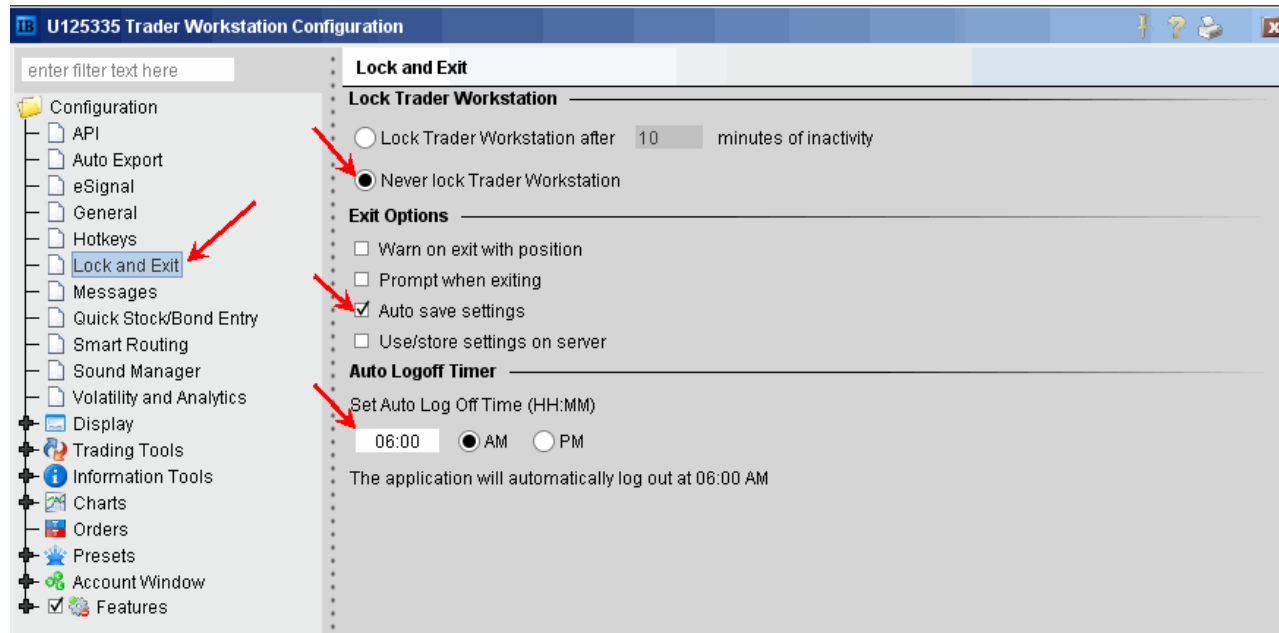 IB U125335 Trader Workstation Configuration
enter filter text here
Configuration
API
Auto Export
eSignal
General
Hotkeys
Lock and Exit
Messages
Quick Stock/Bond Entry
Smart Routing
Sound Manager
Volatility and Analytics
Display
Trading Tools
Information Tools
Charts
Orders
Presets
Account Window
Features
Lock and Exit
Lock Trader Workstation
Lock Trader Workstation after 10 minutes of inactivity
Never lock Trader Workstation
Exit Options
Warn on exit with position
Prompt when exiting
Auto save settings
Use/store settings on server
Auto Logoff Timer
Set Auto Log Off Time (HH:MM)
06:00 AM PM
The application will automatically log out at 06:00 AM